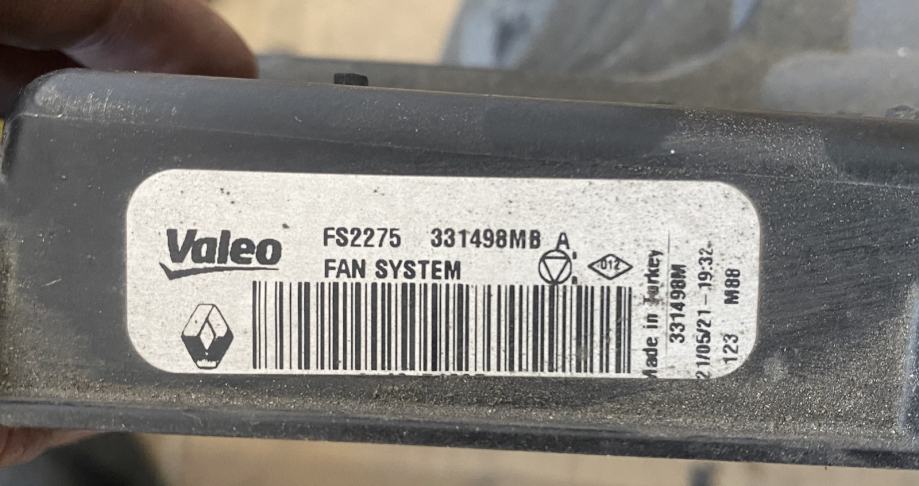 Valeo
FS2275 331498MB A
FAN SYSTEM
012
Made in Turkey
331498M
21/05/21 - 19:32
123 M88